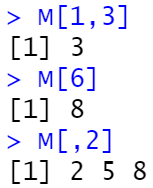 > M[1,3]
[1] 3
> M[6]
[1] 8
> M[,2]
[1] 2 5 8